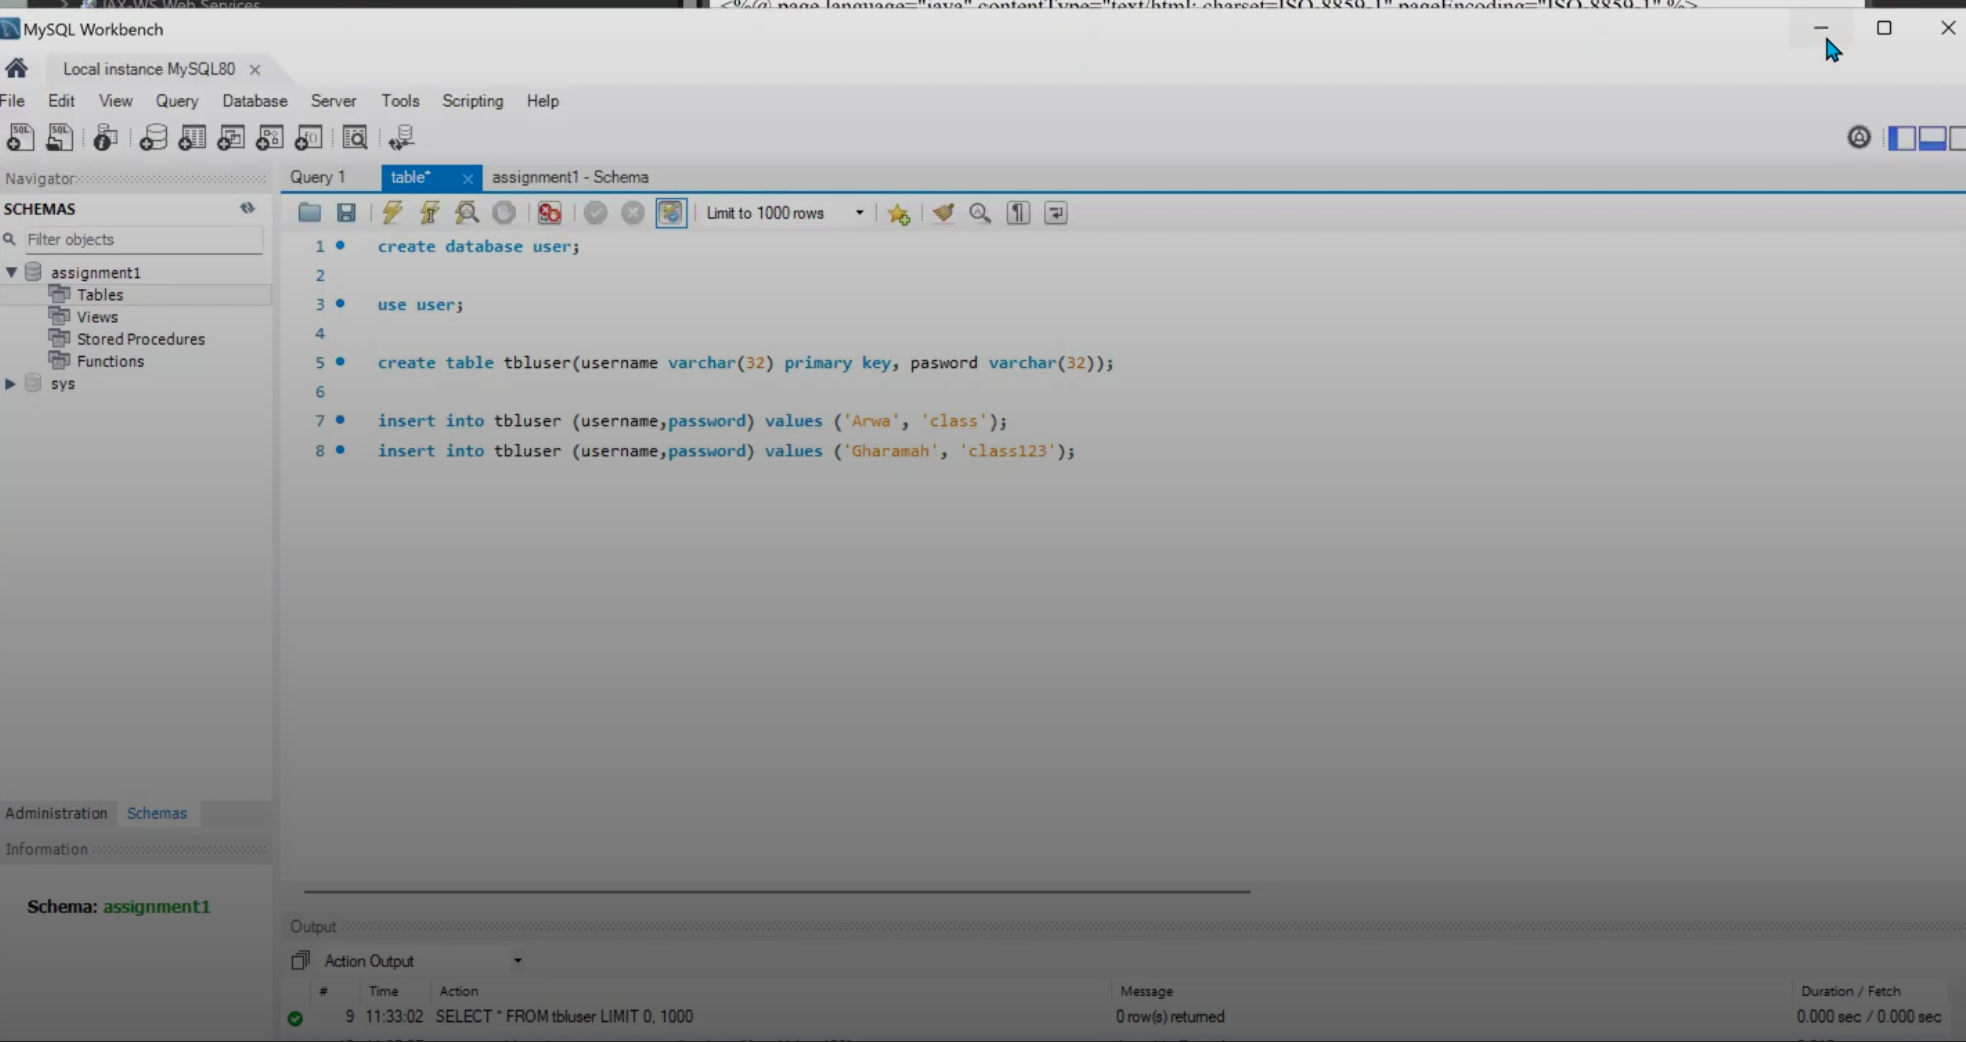 JAX-WS Web Services
<%@ page language="java" contentType="text/html; charset=ISO-8859-1" pageEncoding="ISO-8859-1" %>
MySQL Workbench
Local instance MySQL80
File Edit View Query Database Server Tools Scripting Help
Navigator
Query 1 table* assignment1 - Schema
SCHEMAS
Limit to 1000 rows
Filter objects
assignment1
Tables
Views
Stored Procedures
Functions
sys
1 create database user;
2
3 use user;
4
5 create table tbluser(username varchar(32) primary key, pasword varchar(32));
6
7 insert into tbluser (username,password) values ('Arwa', 'class');
8 insert into tbluser (username,password) values ('Gharamah', 'class123');
Administration Schemas
Information
Schema: assignment1
Output
Action Output
# Time Action Message Duration / Fetch
9 11:33:02 SELECT * FROM tbluser LIMIT 0, 1000 0 row(s) returned 0.000 sec / 0.000 sec